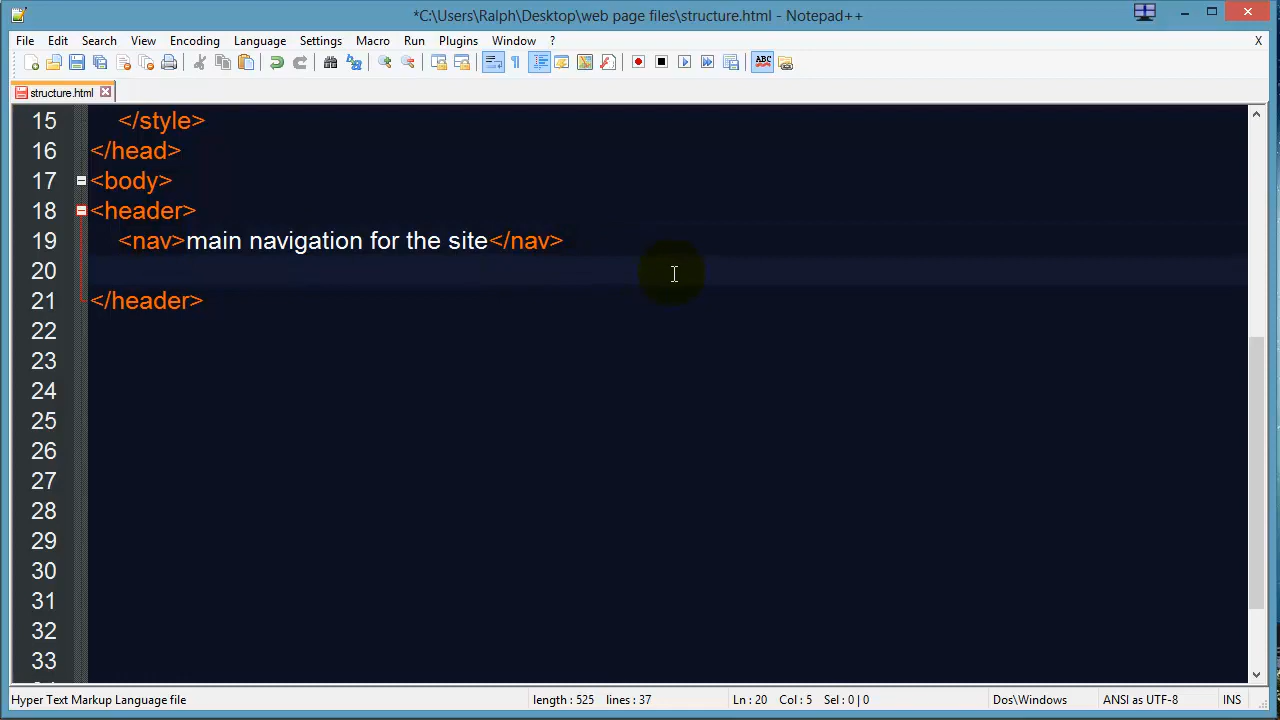 *C:\Users\Ralph\Desktop\web page files\structure.html - Notepad++
File Edit Search View Encoding Language Settings Macro Run Plugins Window ? X
ABC
structure.html
15 </style>
16 </head>
17 <body>
18 <header>
19 <nav>main navigation for the site</nav>
20
21 </header>
22
23
24
25
26
27
28
29
30
31
32
33
Hyper Text Markup Language file length : 525 lines : 37 Ln : 20 Col : 5 Sel : 0 | 0 Dos\Windows ANSI as UTF-8 INS